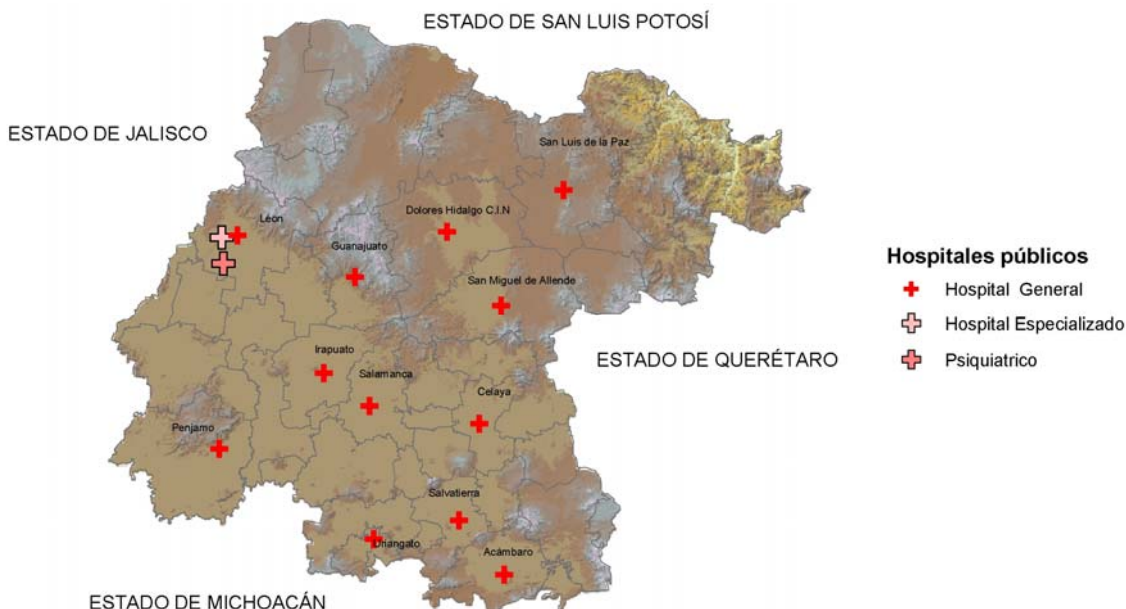 ESTADO DE SAN LUIS POTOSÍ
ESTADO DE JALISCO
San Luis de la Paz
Dolores Hidalgo C.I.N
León
Guanajuato
San Miguel de Allende
Hospitales públicos
Hospital General
Hospital Especializado
Psiquiatrico
ESTADO DE QUERÉTARO
Irapuato
Salamanca
Celaya
Penjamo
Salvatierra
Uriangato
Acámbaro
ESTADO DE MICHOACÁN